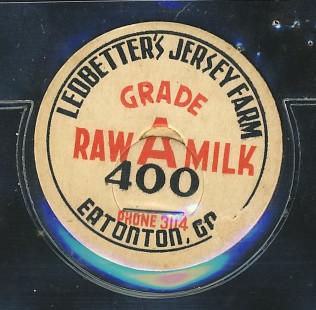 LEDBETTER'S JERSEY FARM
GRADE
A
RAW MILK
400
PHONE 3114
EATONTON, GA